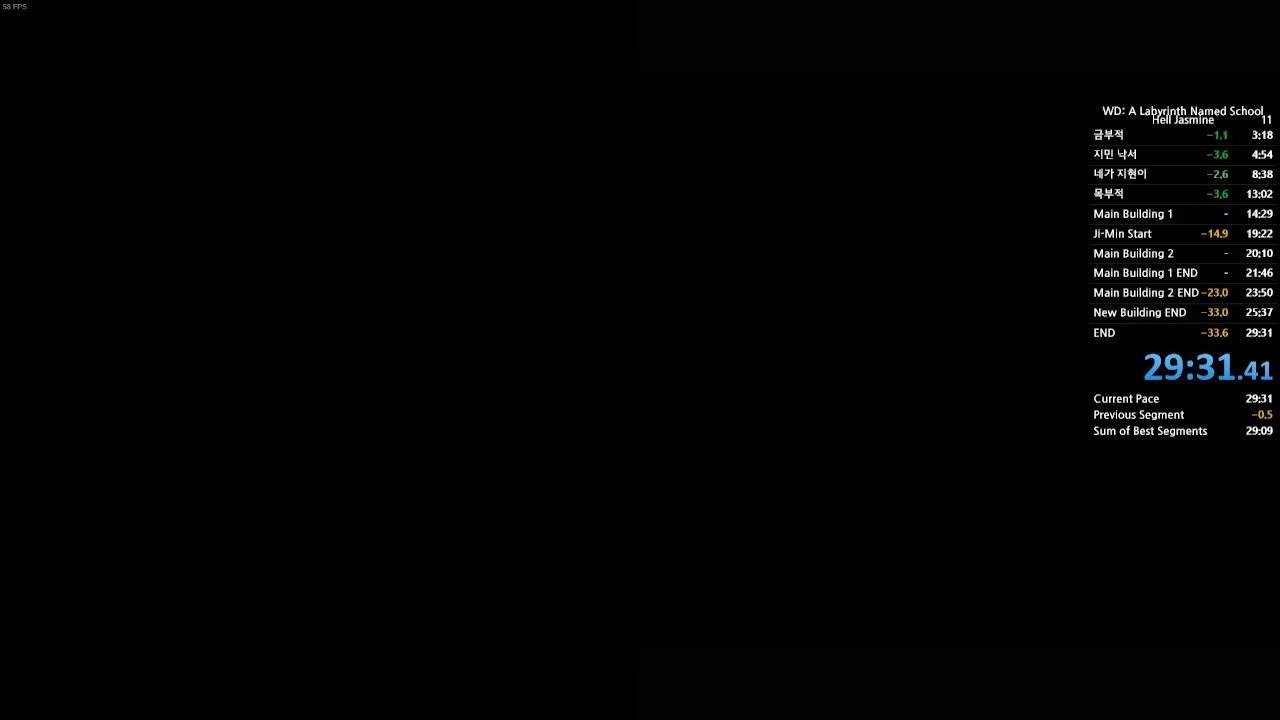 58 FPS
WD: A Labyrinth Named School
Hell Jasmine 11
금부적 -1.1 3:18
지민 낙서 -3.6 4:54
네가 지현이 -2.6 8:38
목부적 -3.6 13:02
Main Building 1 - 14:29
Ji-Min Start -14.9 19:22
Main Building 2 - 20:10
Main Building 1 END - 21:46
Main Building 2 END -23.0 23:50
New Building END -33.0 25:37
END -33.6 29:31
29:31.41
Current Pace 29:31
Previous Segment -0.5
Sum of Best Segments 29:09